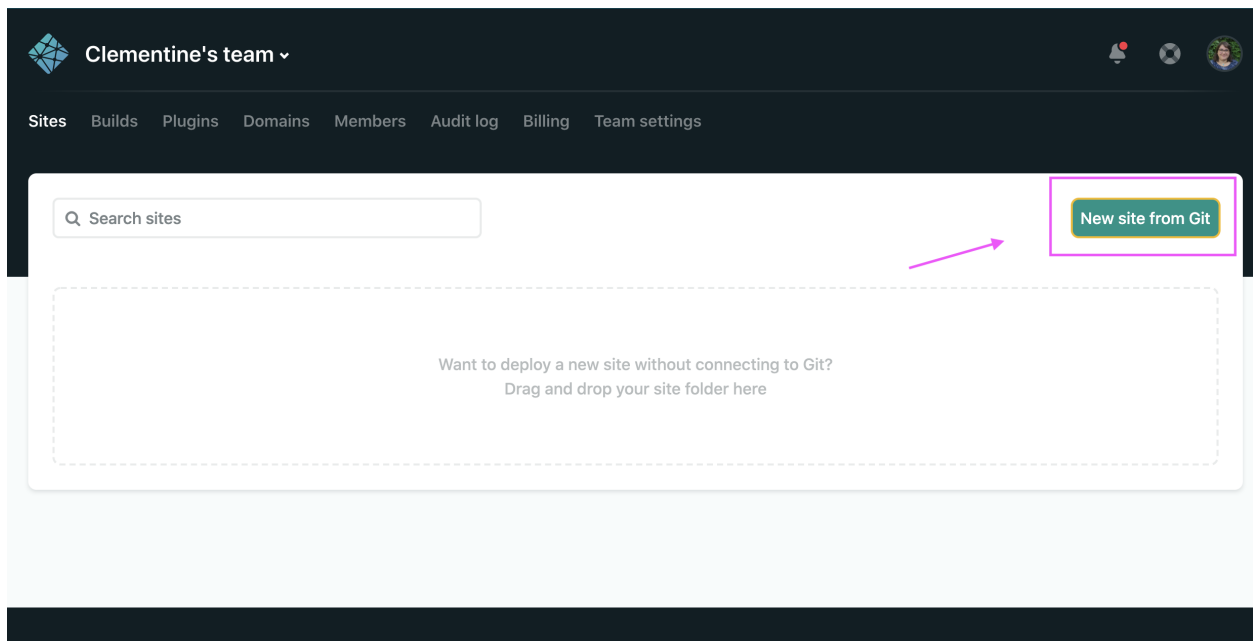 Clementine's team
Sites Builds Plugins Domains Members Audit log Billing Team settings
Search sites
New site from Git
Want to deploy a new site without connecting to Git?
Drag and drop your site folder here